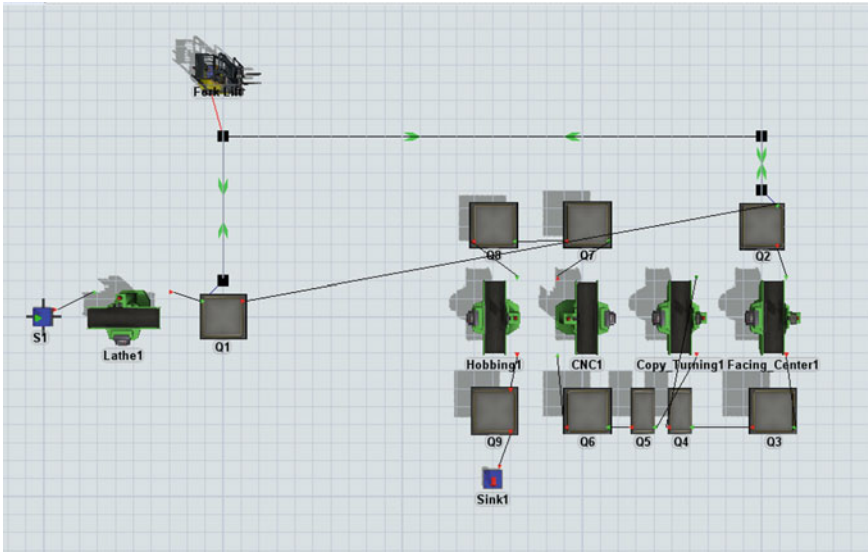 Fork Lift
Q8
Q7
Q2
S1
Lathe1
Q1
Hobbing1
CNC1
Copy_Turning1
Facing_Center1
Q9
Q6
Q5
Q4
Q3
Sink1